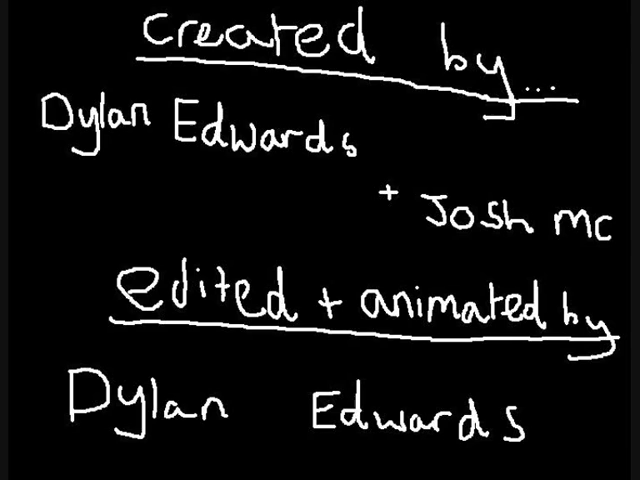 created by...
Dylan Edwards
+ Josh mc
edited + animated by
Dylan Edwards